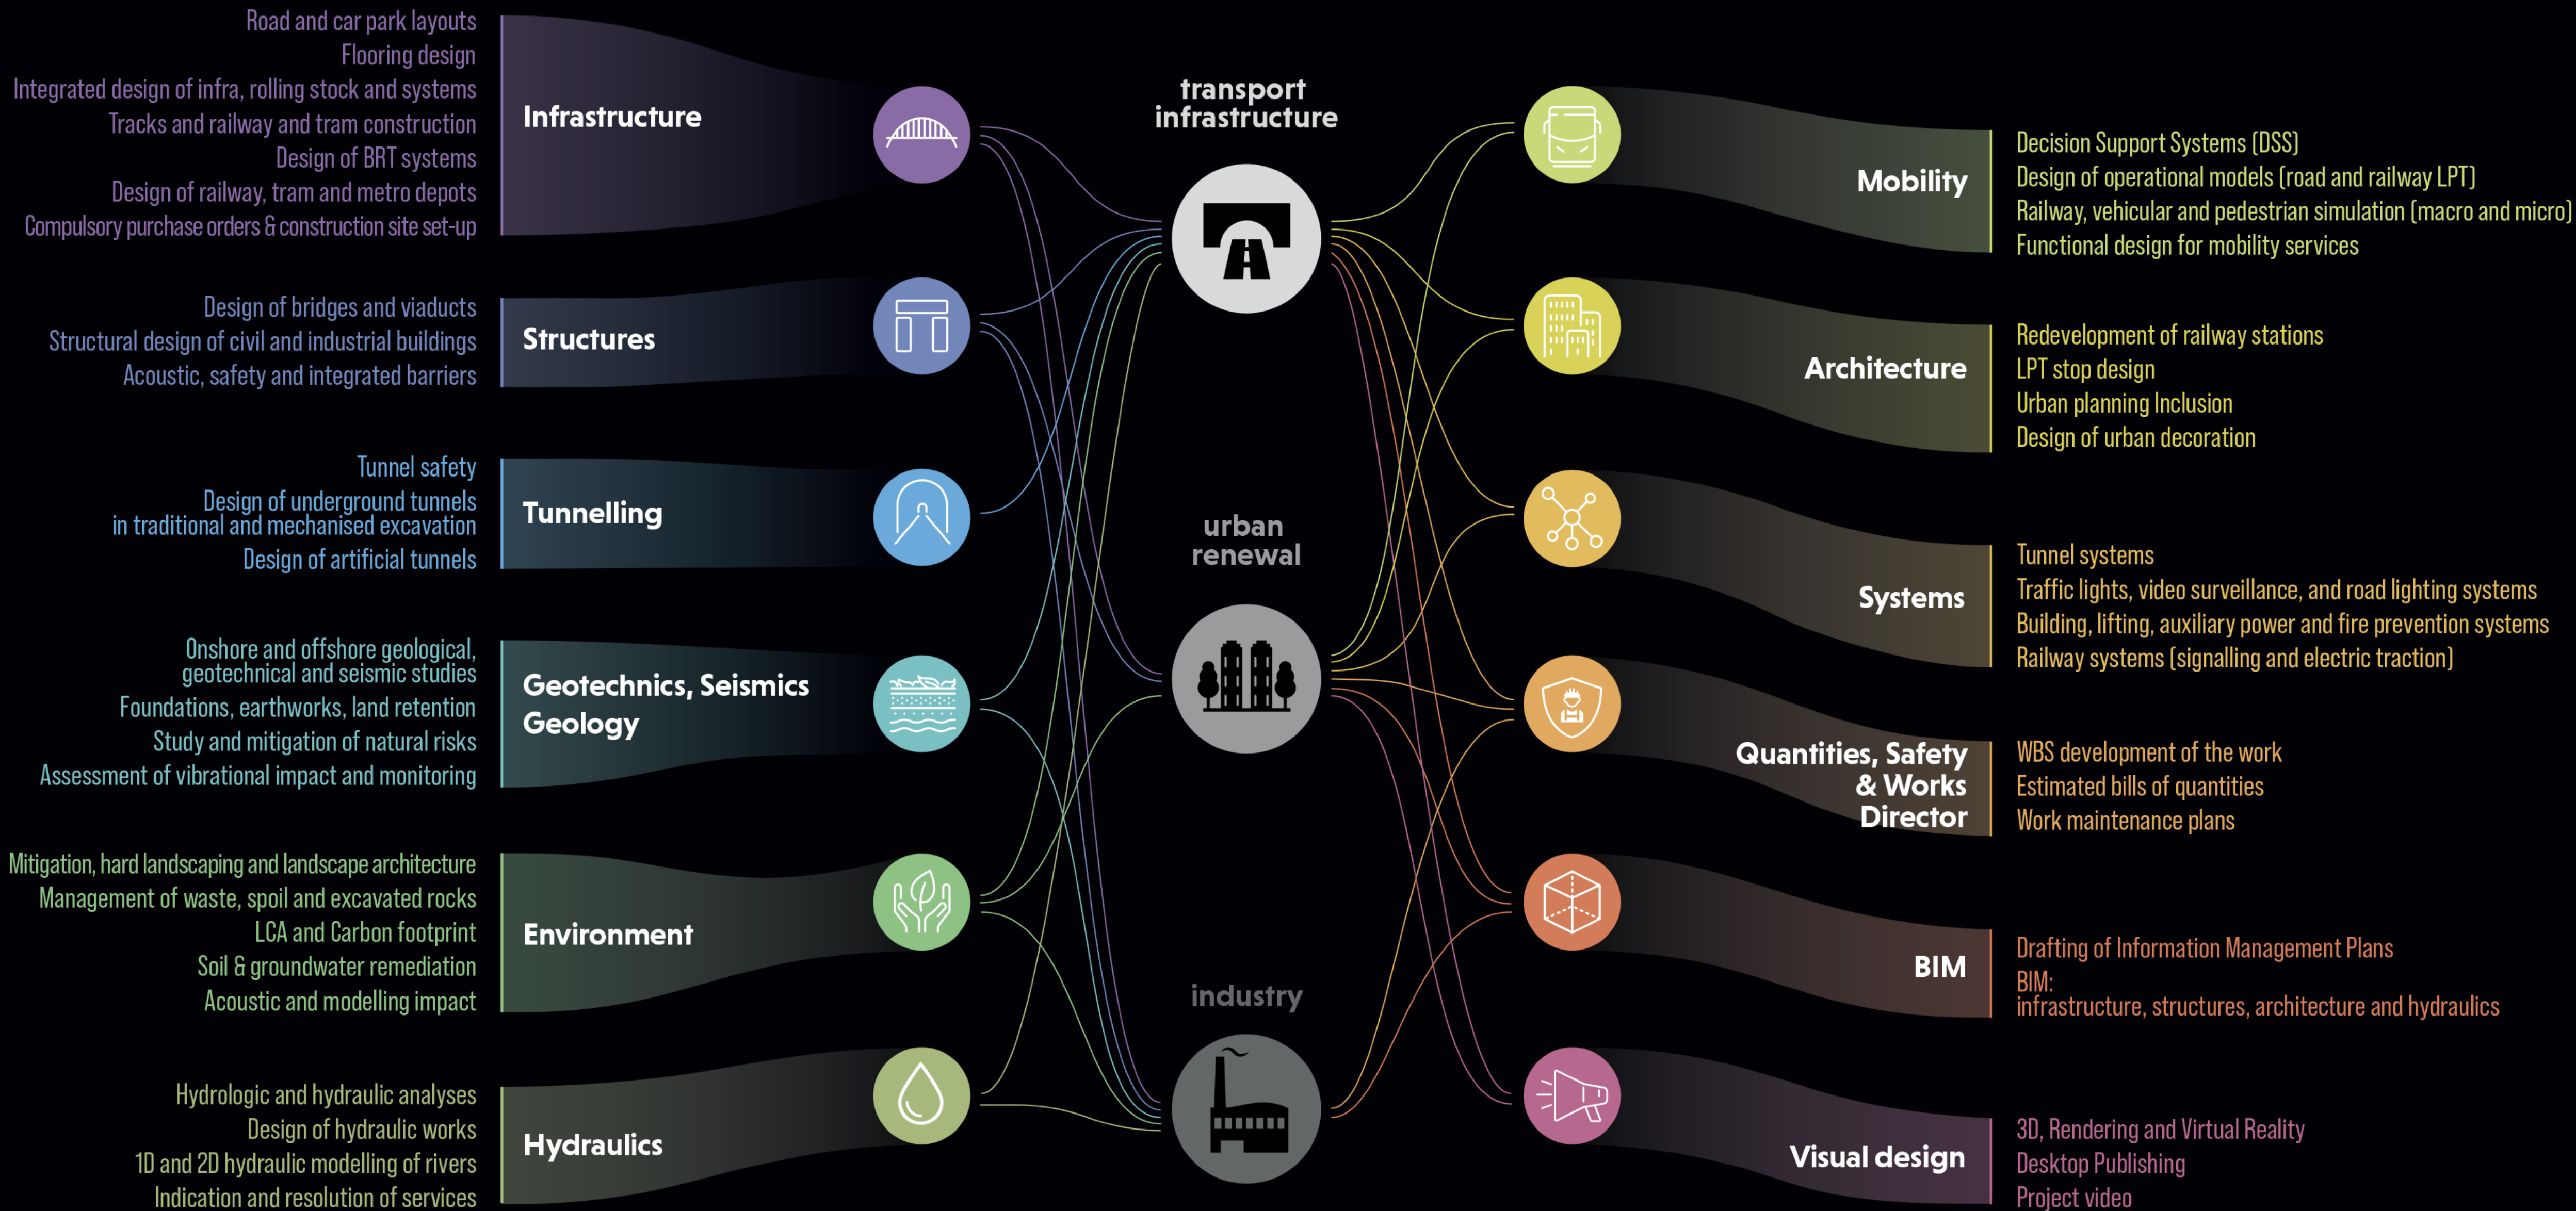 Road and car park layouts
Flooring design
Integrated design of infra, rolling stock and systems
Tracks and railway and tram construction
Design of BRT systems
Design of railway, tram and metro depots
Compulsory purchase orders & construction site set-up
Infrastructure
Design of bridges and viaducts
Structural design of civil and industrial buildings
Acoustic, safety and integrated barriers
Structures
Tunnel safety
Design of underground tunnels
in traditional and mechanised excavation
Design of artificial tunnels
Tunnelling
Onshore and offshore geological,
geotechnical and seismic studies
Foundations, earthworks, land retention
Study and mitigation of natural risks
Assessment of vibrational impact and monitoring
Geotechnics, Seismics
Geology
Mitigation, hard landscaping and landscape architecture
Management of waste, spoil and excavated rocks
LCA and Carbon footprint
Soil & groundwater remediation
Acoustic and modelling impact
Environment
Hydrologic and hydraulic analyses
Design of hydraulic works
1D and 2D hydraulic modelling of rivers
Indication and resolution of services
Hydraulics
transport
infrastructure
urban
renewal
industry
Mobility
Decision Support Systems (DSS)
Design of operational models (road and railway LPT)
Railway, vehicular and pedestrian simulation (macro and micro)
Functional design for mobility services
Architecture
Redevelopment of railway stations
LPT stop design
Urban planning Inclusion
Design of urban decoration
Systems
Tunnel systems
Traffic lights, video surveillance, and road lighting systems
Building, lifting, auxiliary power and fire prevention systems
Railway systems (signalling and electric traction)
Quantities, Safety
& Works
Director
WBS development of the work
Estimated bills of quantities
Work maintenance plans
BIM
Drafting of Information Management Plans
BIM:
infrastructure, structures, architecture and hydraulics
Visual design
3D, Rendering and Virtual Reality
Desktop Publishing
Project video